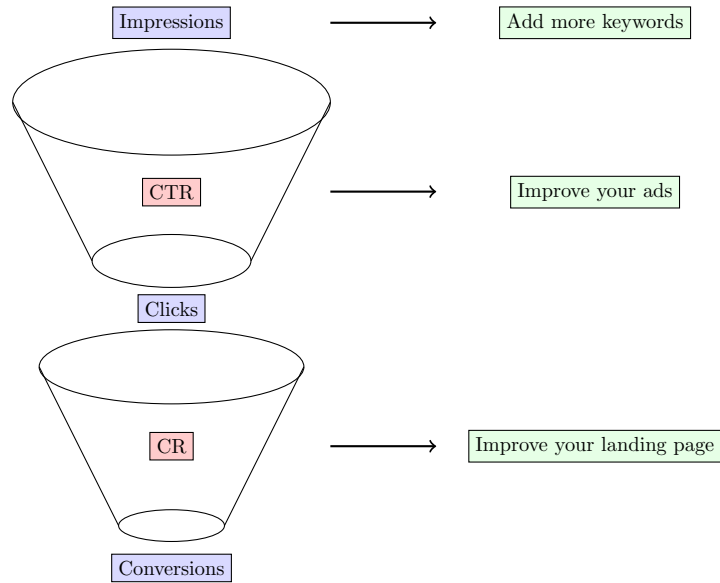 Impressions
Add more keywords
CTR
Improve your ads
Clicks
CR
Improve your landing page
Conversions